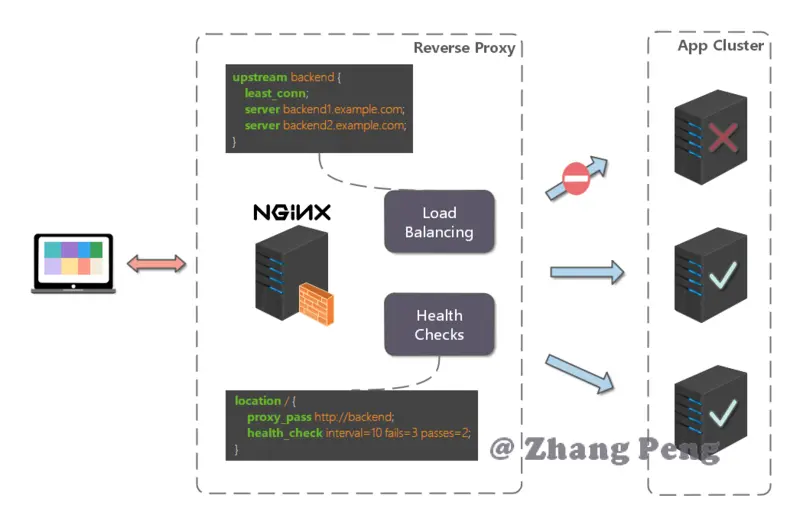 Reverse Proxy
App Cluster
upstream backend {
least_conn;
server backend1.example.com;
server backend2.example.com;
}
NGINX
Load
Balancing
Health
Checks
location / {
proxy_pass http://backend;
health_check interval=10 fails=3 passes=2;
}
@ Zhang Peng